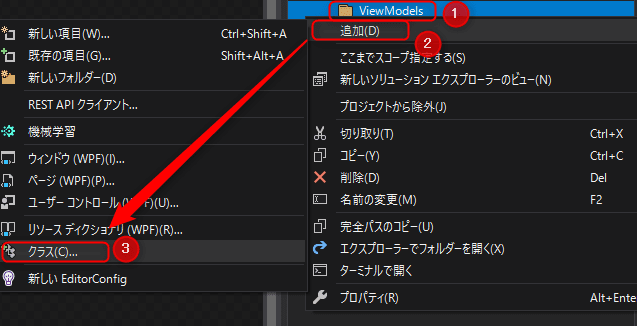 ViewModels
1
追加(D)
2
ここまでスコープ指定する(S)
新しいソリューション エクスプローラーのビュー(N)
プロジェクトから除外(J)
切り取り(T) Ctrl+X
コピー(Y) Ctrl+C
削除(D) Del
名前の変更(M) F2
完全パスのコピー(U)
エクスプローラーでフォルダーを開く(X)
ターミナルで開く
プロパティ(R) Alt+Ente
新しい項目(W)... Ctrl+Shift+A
既存の項目(G)... Shift+Alt+A
新しいフォルダー(D)
REST API クライアント...
機械学習
ウィンドウ (WPF)(I)...
ページ (WPF)(P)...
ユーザー コントロール (WPF)(U)...
リソース ディクショナリ (WPF)(R)...
クラス(C)...
3
新しい EditorConfig